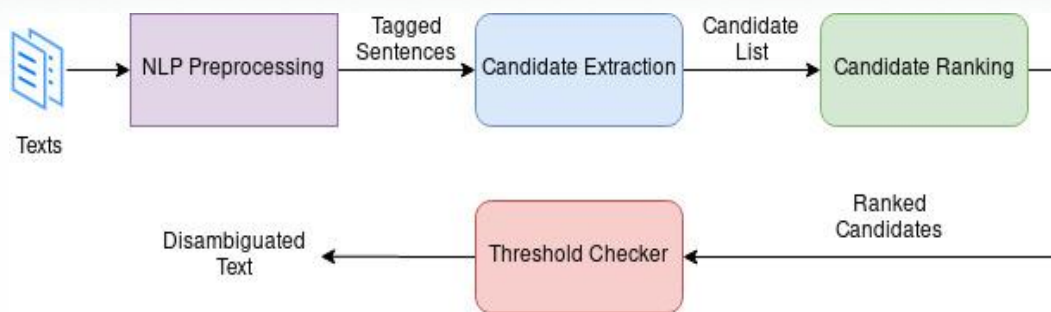 Texts
NLP Preprocessing
Tagged
Sentences
Candidate Extraction
Candidate
List
Candidate Ranking
Ranked
Candidates
Threshold Checker
Disambiguated
Text